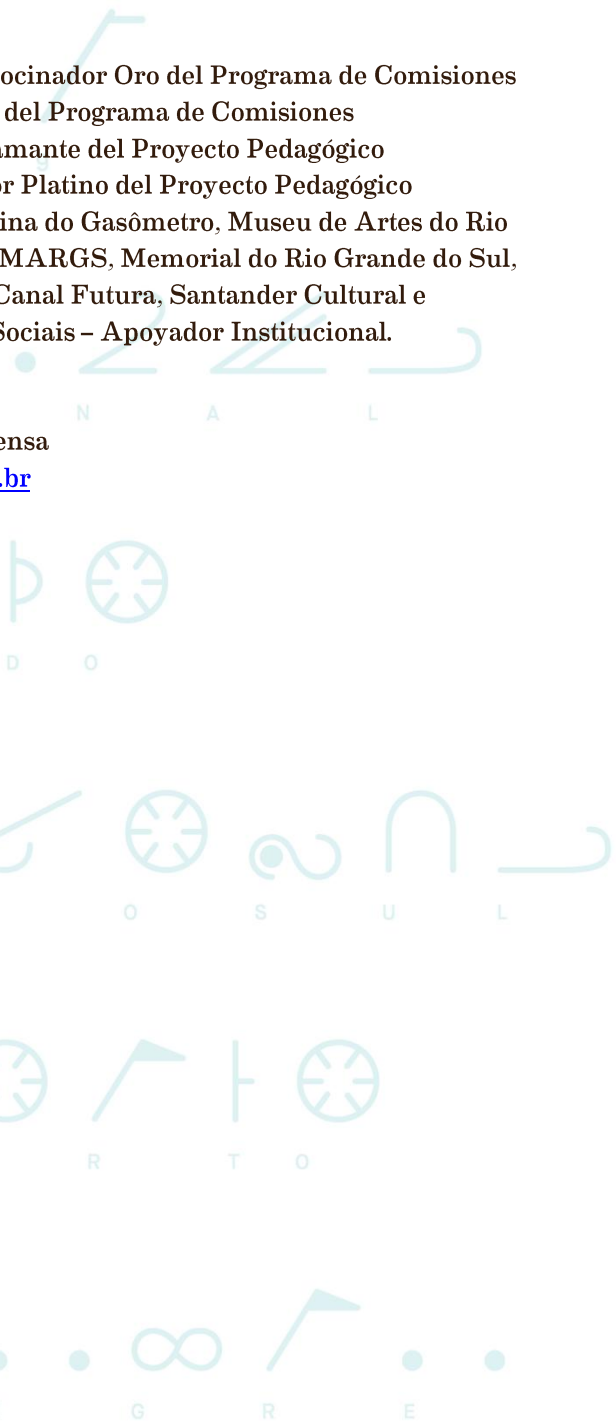 ocinador Oro del Programa de Comisiones
del Programa de Comisiones
amante del Proyecto Pedagógico
or Platino del Proyecto Pedagógico
ina do Gasômetro, Museu de Artes do Rio
MARGS, Memorial do Rio Grande do Sul,
Canal Futura, Santander Cultural e
Sociais – Apoyador Institucional.
N A L
ensa
.br
D O
O S U L
R T O
G R E